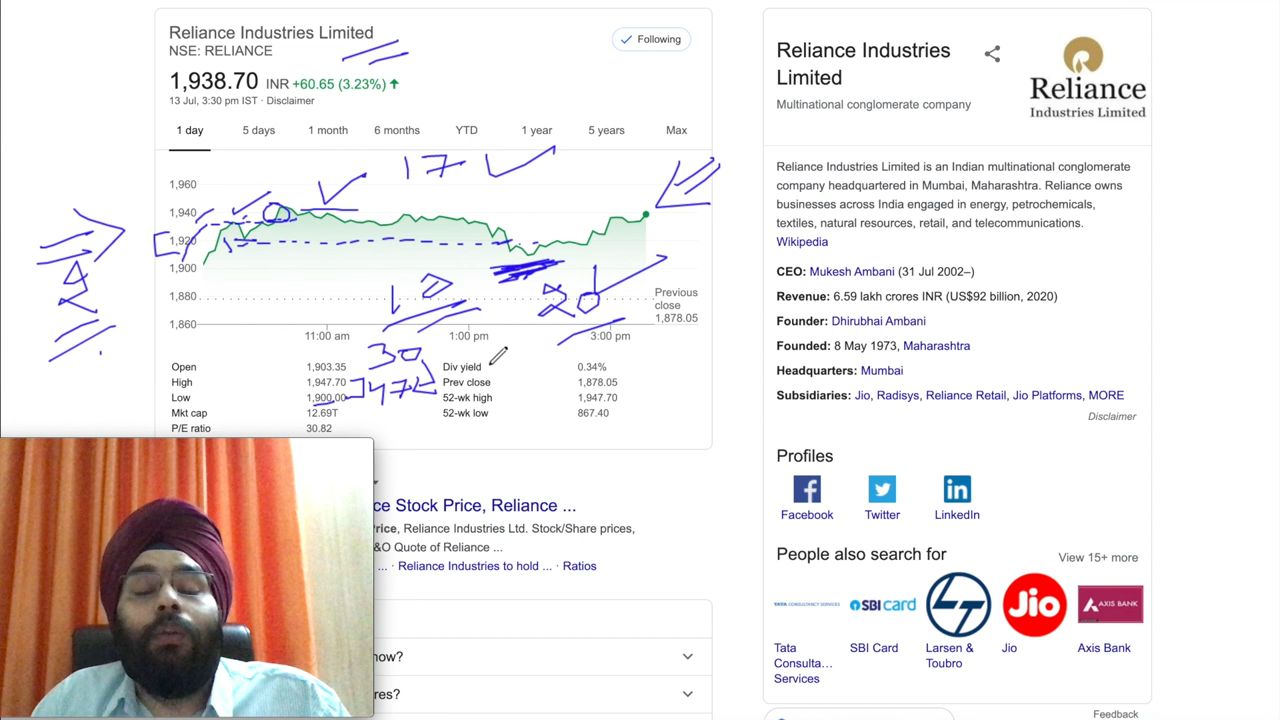 Reliance Industries Limited
NSE: RELIANCE
Following
1,938.70 INR +60.65 (3.23%)
13 Jul, 3:30 pm IST · Disclaimer
1 day 5 days 1 month 6 months YTD 1 year 5 years Max
17
1,960
1,940
1,920
1,900
1,880
1,860
20
Previous
close
1,878.05
11:00 am 1:00 pm 3:00 pm
30
47
Open 1,903.35 Div yield 0.34%
High 1,947.70 Prev close 1,878.05
Low 1,900.00 52-wk high 1,947.70
Mkt cap 12.69T 52-wk low 867.40
P/E ratio 30.82
ce Stock Price, Reliance ...
Price, Reliance Industries Ltd. Stock/Share prices,
&O Quote of Reliance ...
... · Reliance Industries to hold ... · Ratios
now?
res?
Reliance Industries
Limited
Multinational conglomerate company
Reliance
Industries Limited
Reliance Industries Limited is an Indian multinational conglomerate
company headquartered in Mumbai, Maharashtra. Reliance owns
businesses across India engaged in energy, petrochemicals,
textiles, natural resources, retail, and telecommunications.
Wikipedia
CEO: Mukesh Ambani (31 Jul 2002–)
Revenue: 6.59 lakh crores INR (US$92 billion, 2020)
Founder: Dhirubhai Ambani
Founded: 8 May 1973, Maharashtra
Headquarters: Mumbai
Subsidiaries: Jio, Radisys, Reliance Retail, Jio Platforms, MORE
Disclaimer
Profiles
Facebook Twitter LinkedIn
People also search for View 15+ more
TATA CONSULTANCY SERVICES SBI card LT Jio AXIS BANK
Tata
Consulta...
Services
SBI Card
Larsen &
Toubro
Jio
Axis Bank
Feedback